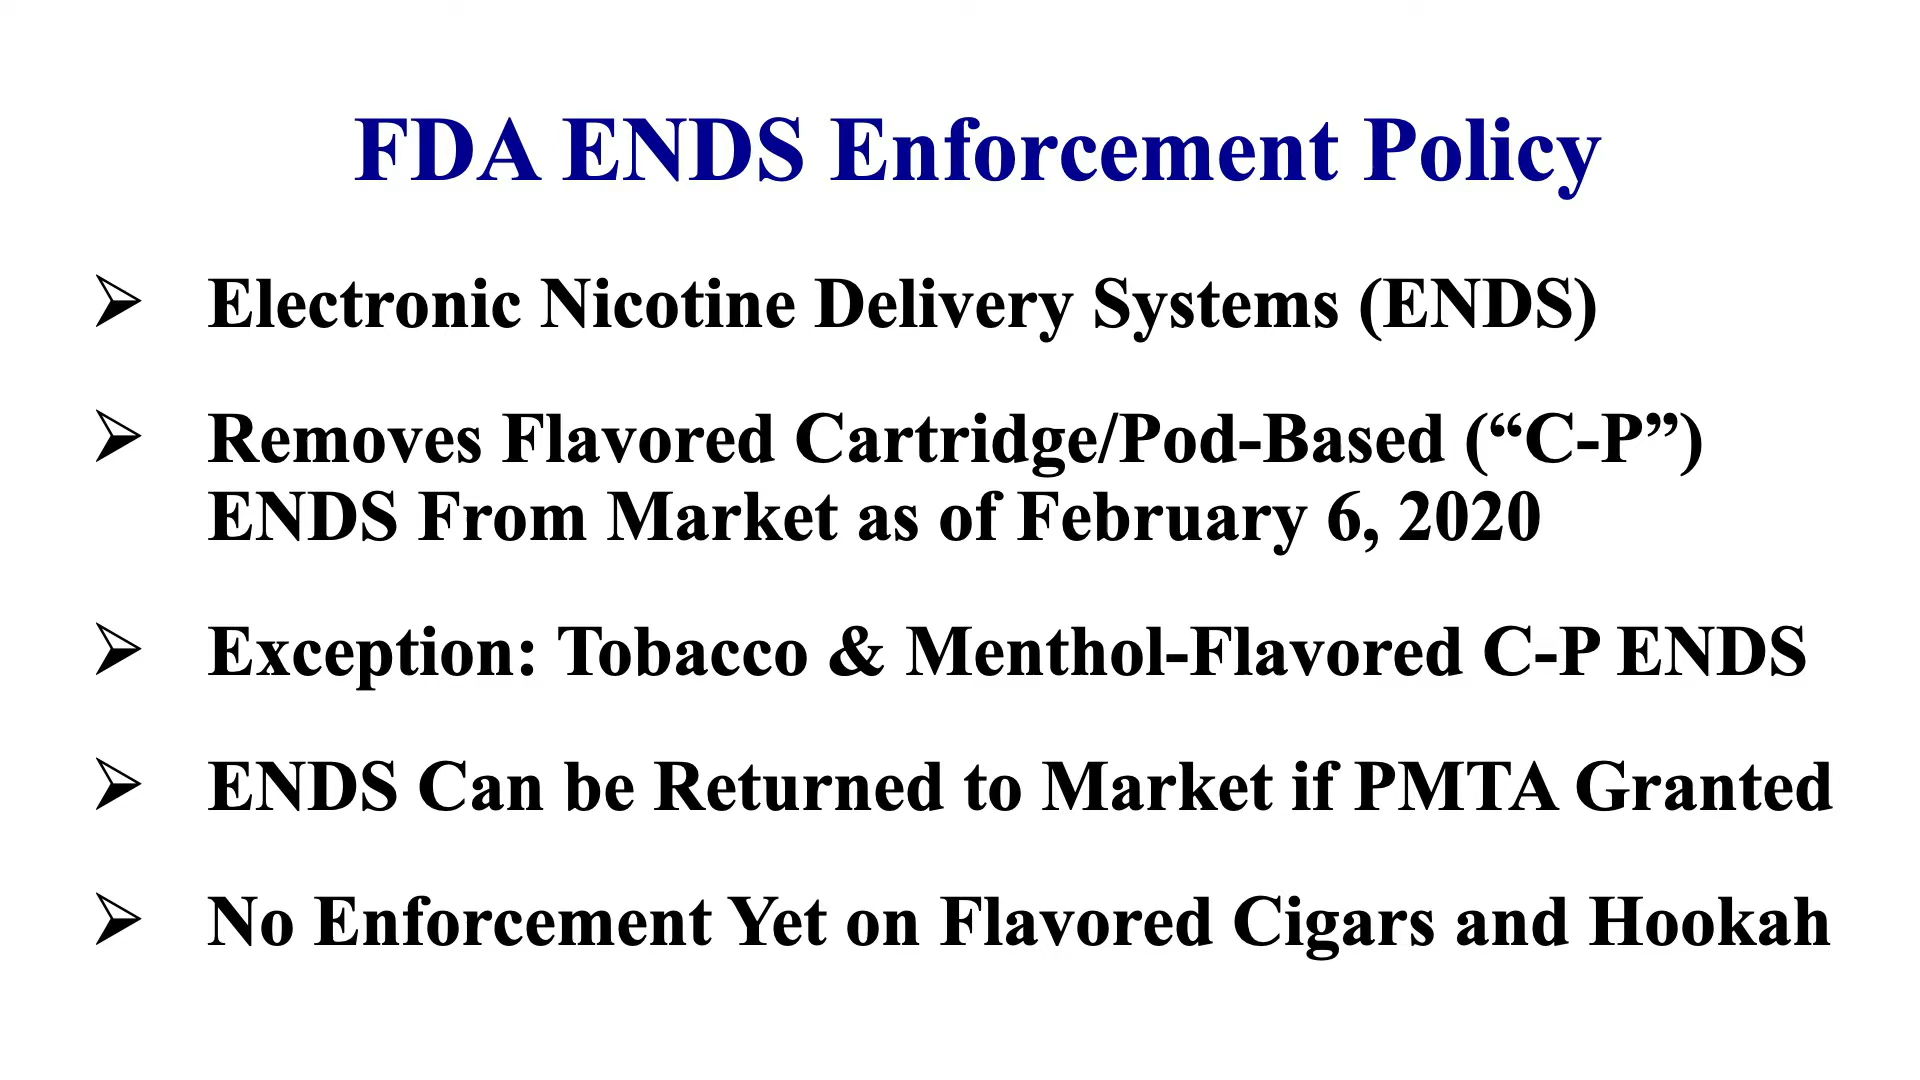 FDA ENDS Enforcement Policy
➢ Electronic Nicotine Delivery Systems (ENDS)
➢ Removes Flavored Cartridge/Pod-Based (“C-P”)
ENDS From Market as of February 6, 2020
➢ Exception: Tobacco & Menthol-Flavored C-P ENDS
➢ ENDS Can be Returned to Market if PMTA Granted
➢ No Enforcement Yet on Flavored Cigars and Hookah